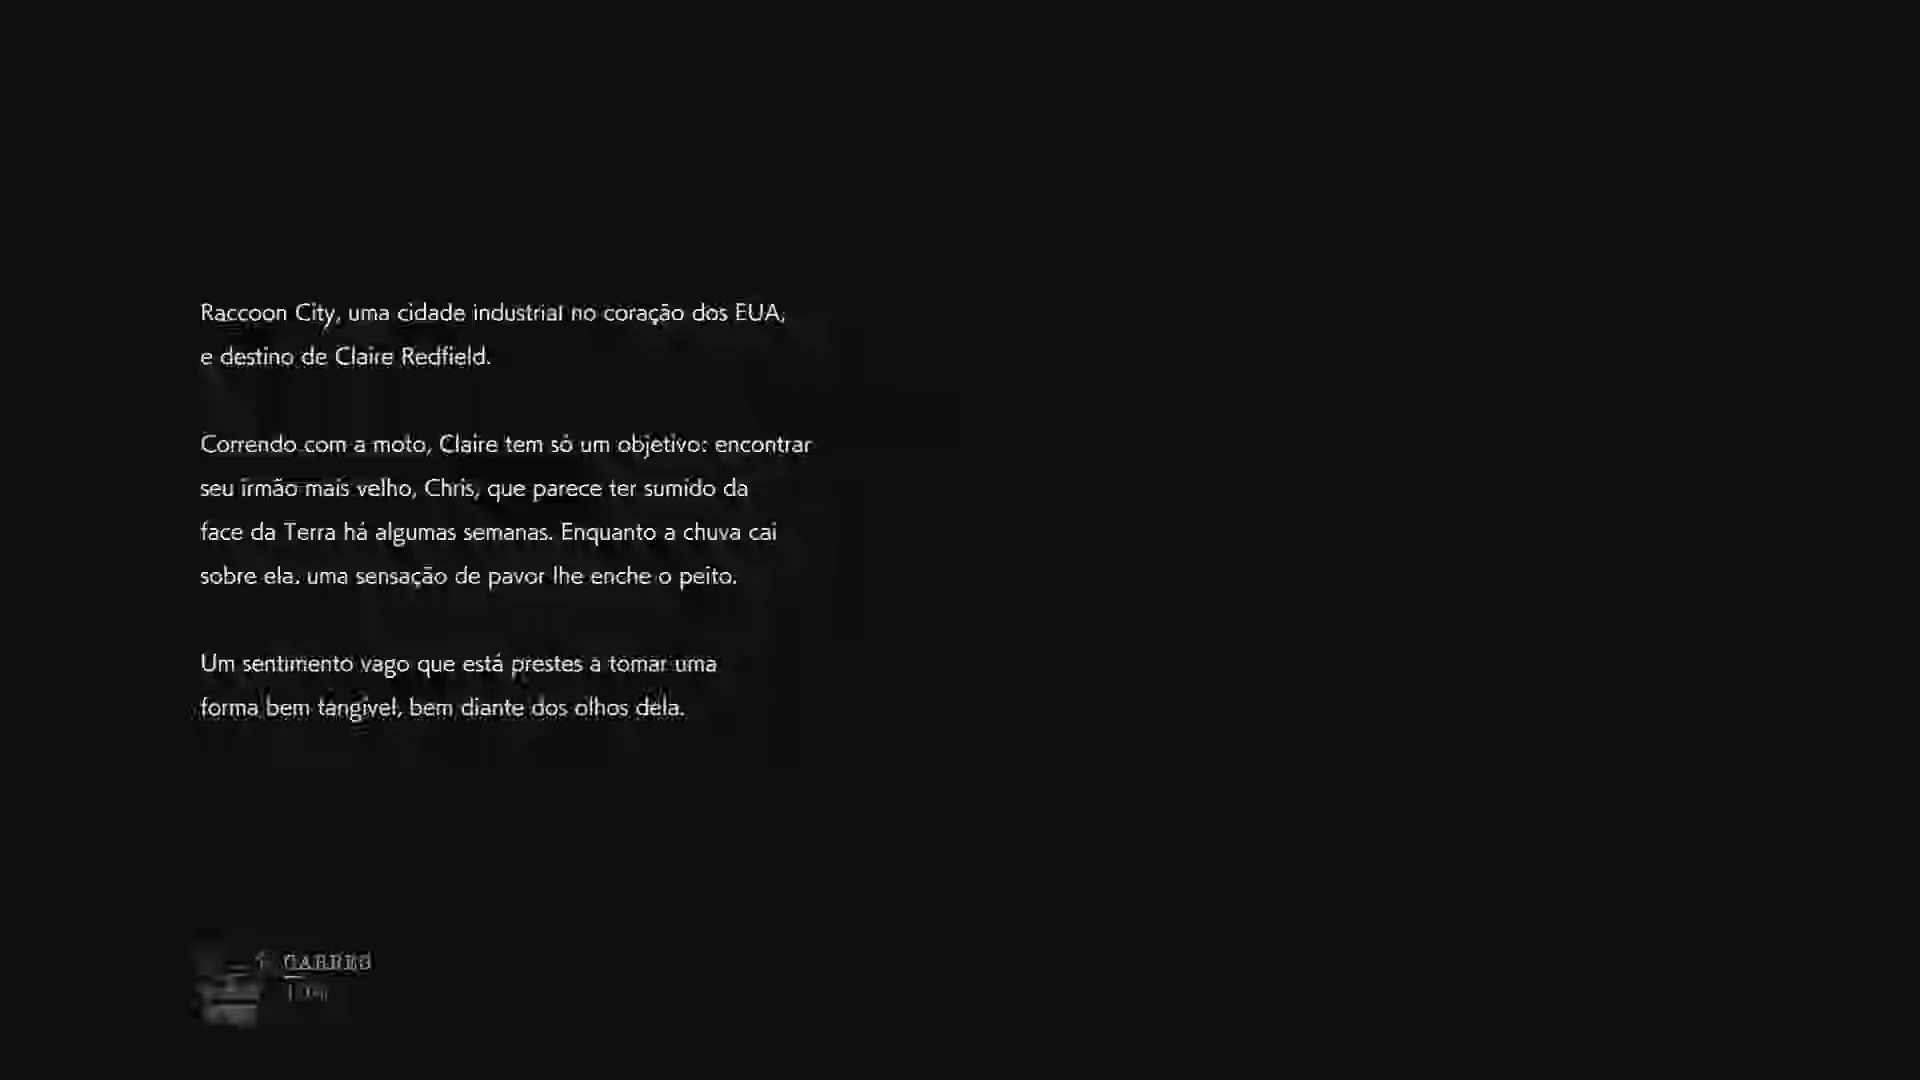 Raccoon City, uma cidade industrial no coração dos EUA,
e destino de Claire Redfield.
Correndo com a moto, Claire tem só um objetivo: encontrar
seu irmão mais velho, Chris, que parece ter sumido da
face da Terra há algumas semanas. Enquanto a chuva cai
sobre ela, uma sensação de pavor lhe enche o peito.
Um sentimento vago que está prestes a tomar uma
forma bem tangível, bem diante dos olhos dela.